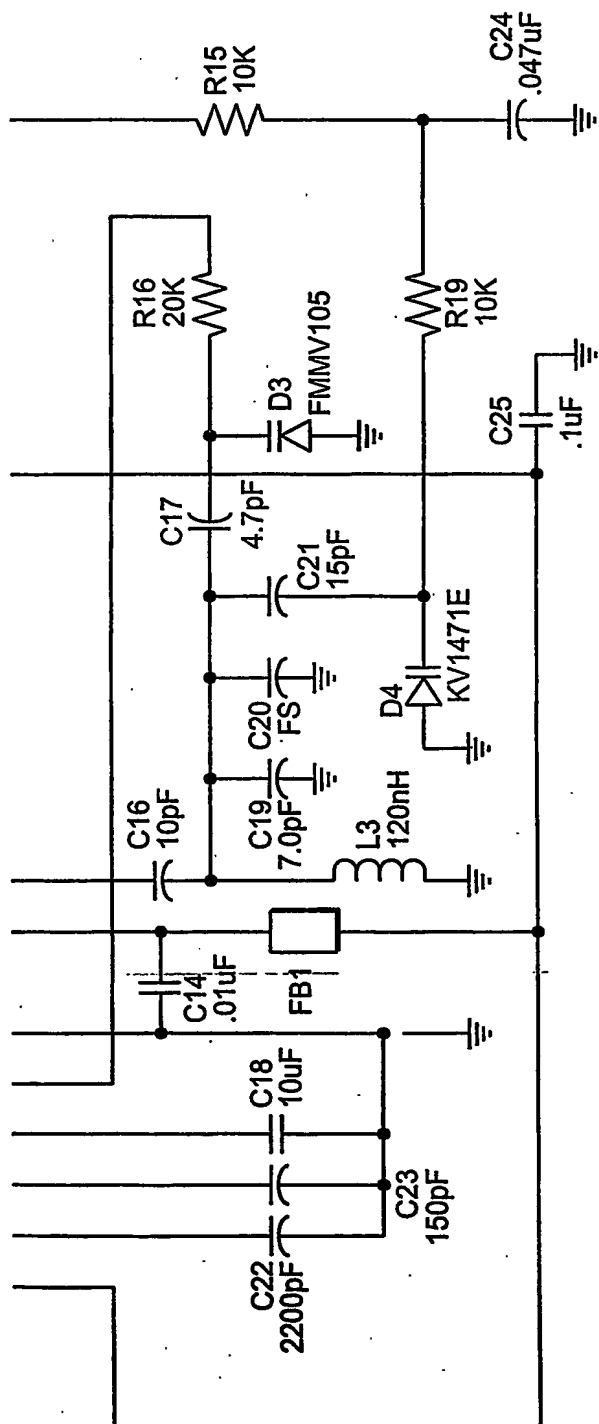 R15
10K
C24
.047uF
R16
20K
D3
FMMV105
R19
10K
C25
.1uF
C17
4.7pF
C21
15pF
C20
FS
D4
KV1471E
C16
10pF
C19
7.0pF
L3
120nH
C14
.01uF
FB1
C18
10uF
C23
150pF
C22
2200pF